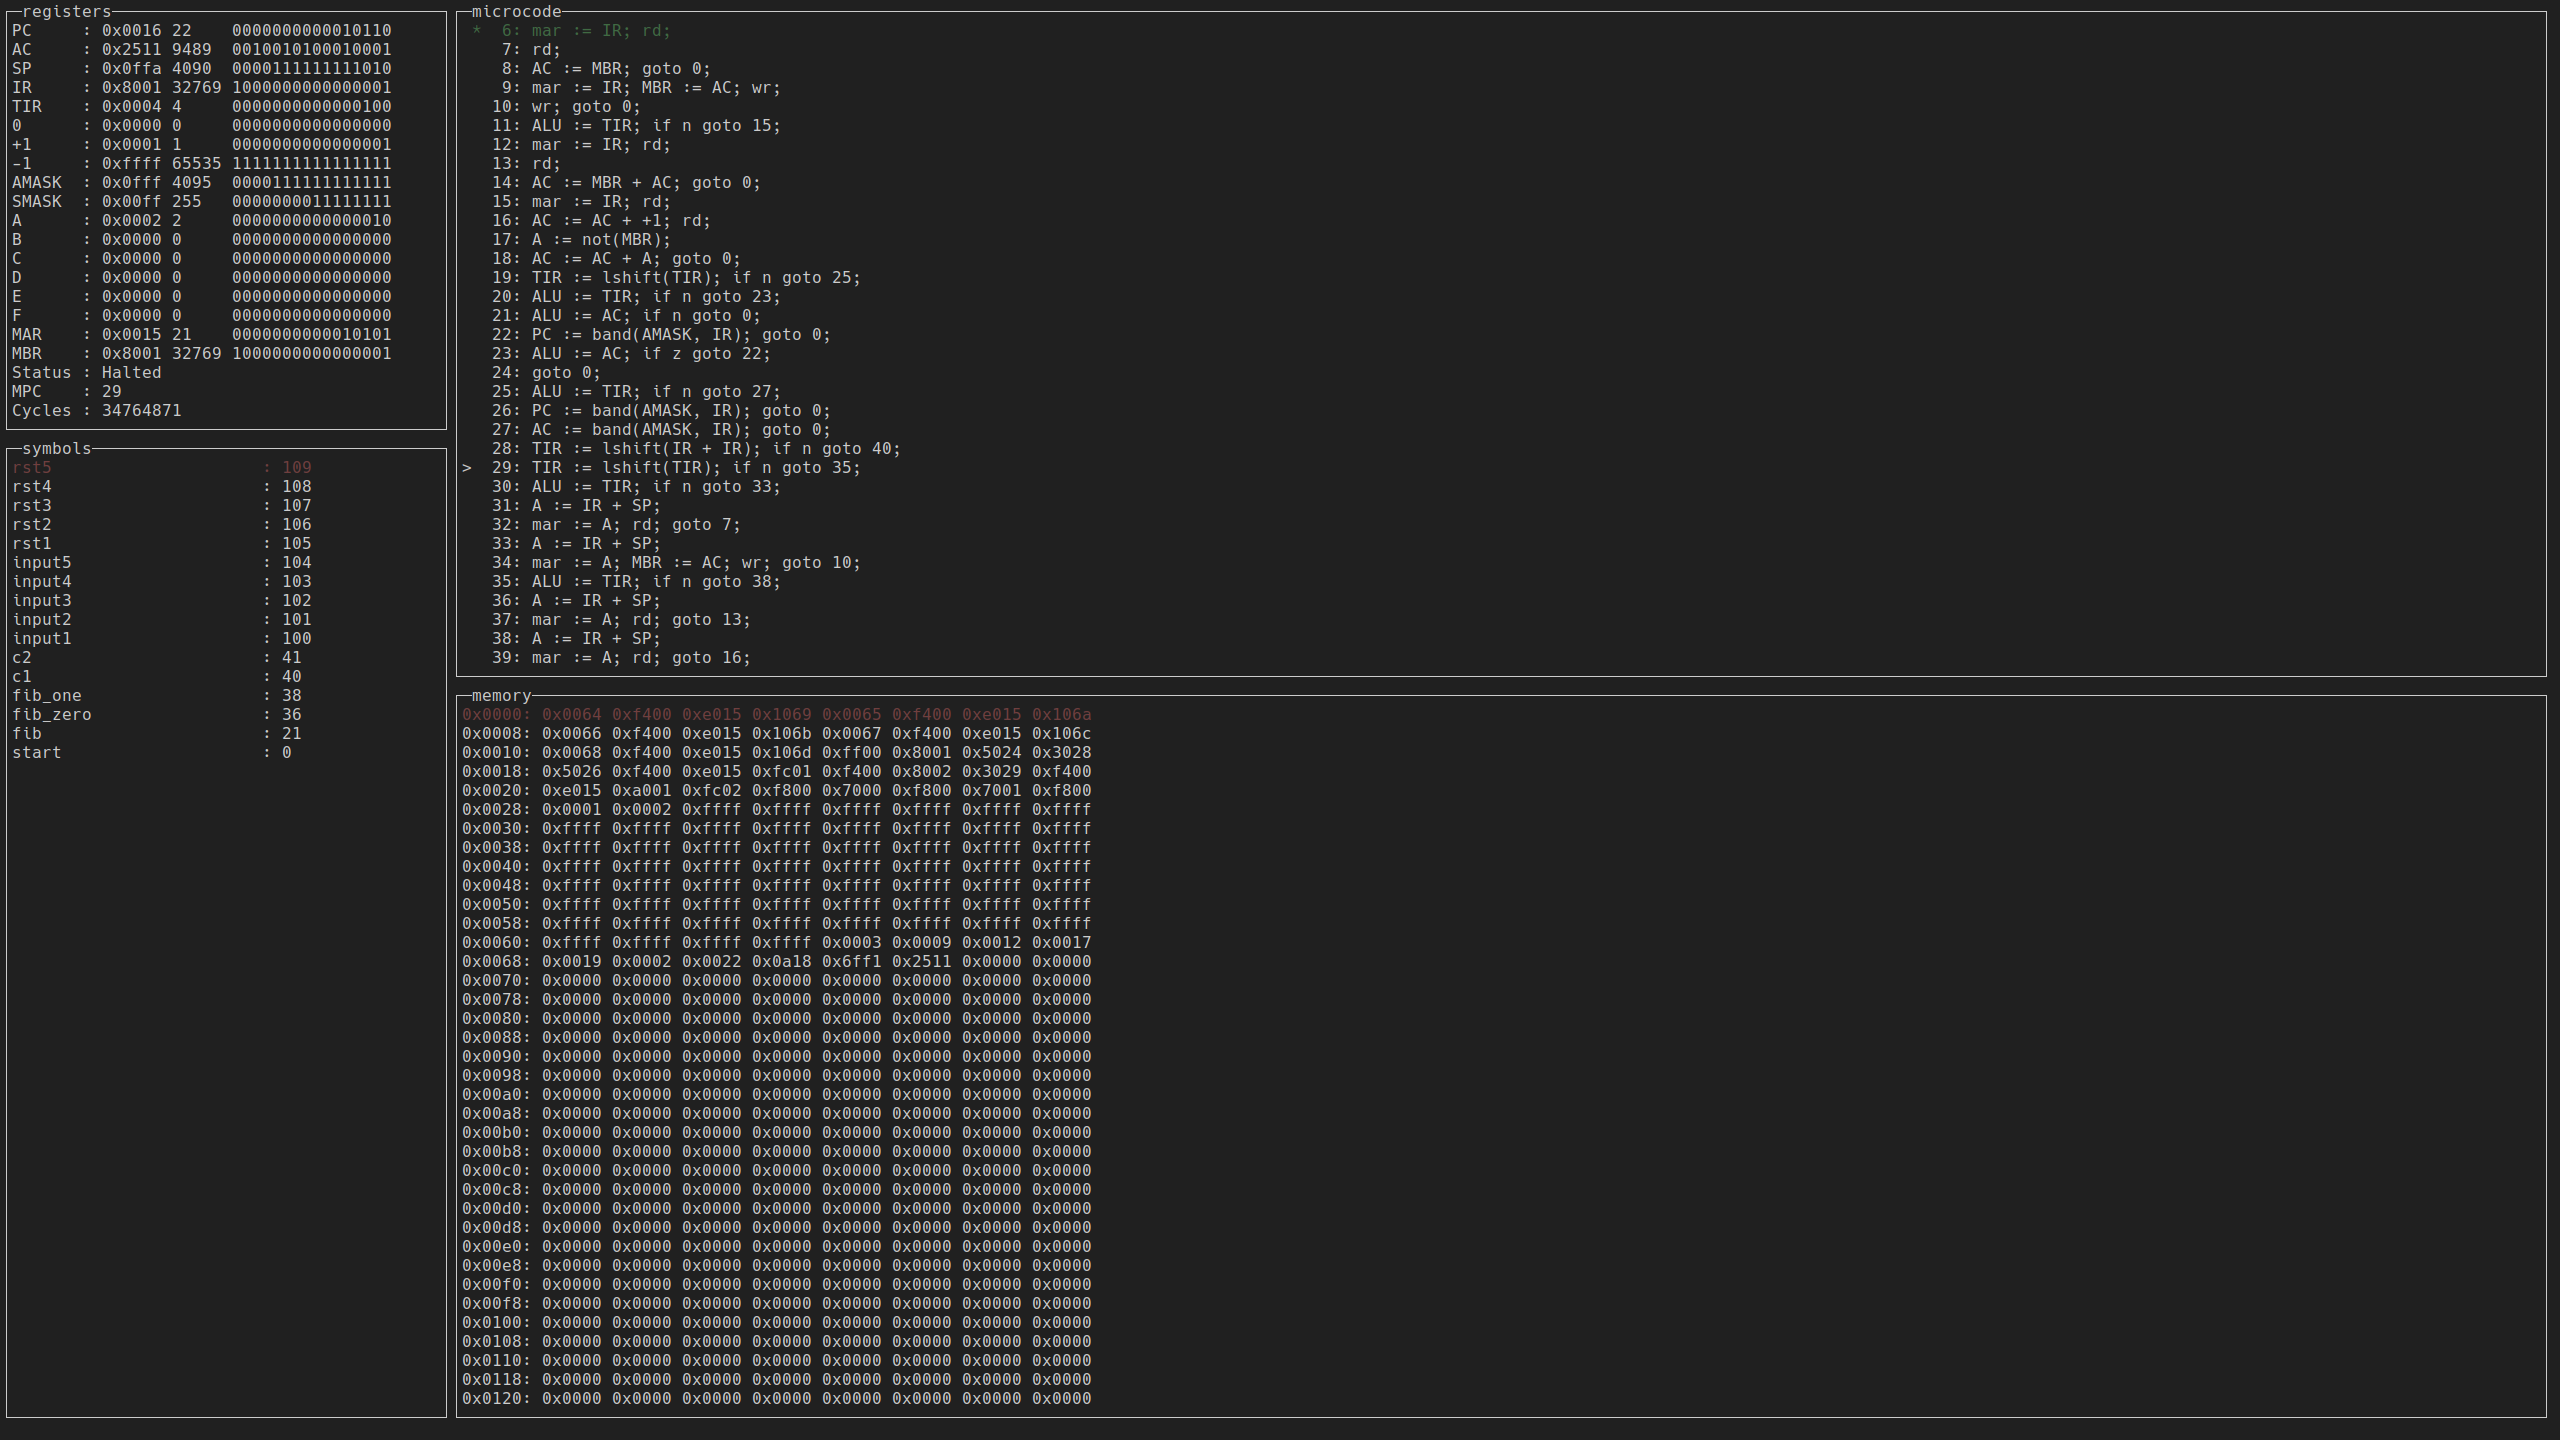 registers
PC     : 0x0016 22    0000000000010110
AC     : 0x2511 9489  0010010100010001
SP     : 0x0ffa 4090  0000111111111010
IR     : 0x8001 32769 1000000000000001
TIR    : 0x0004 4     0000000000000100
0      : 0x0000 0     0000000000000000
+1     : 0x0001 1     0000000000000001
-1     : 0xffff 65535 1111111111111111
AMASK  : 0x0fff 4095  0000111111111111
SMASK  : 0x00ff 255   0000000011111111
A      : 0x0002 2     0000000000000010
B      : 0x0000 0     0000000000000000
C      : 0x0000 0     0000000000000000
D      : 0x0000 0     0000000000000000
E      : 0x0000 0     0000000000000000
F      : 0x0000 0     0000000000000000
MAR    : 0x0015 21    0000000000010101
MBR    : 0x8001 32769 1000000000000001
Status : Halted
MPC    : 29
Cycles : 34764871
symbols
rst5                     : 109
rst4                     : 108
rst3                     : 107
rst2                     : 106
rst1                     : 105
input5                   : 104
input4                   : 103
input3                   : 102
input2                   : 101
input1                   : 100
c2                       : 41
c1                       : 40
fib_one                  : 38
fib_zero                 : 36
fib                      : 21
start                    : 0
microcode
 *  6: mar := IR; rd;
    7: rd;
    8: AC := MBR; goto 0;
    9: mar := IR; MBR := AC; wr;
   10: wr; goto 0;
   11: ALU := TIR; if n goto 15;
   12: mar := IR; rd;
   13: rd;
   14: AC := MBR + AC; goto 0;
   15: mar := IR; rd;
   16: AC := AC + +1; rd;
   17: A := not(MBR);
   18: AC := AC + A; goto 0;
   19: TIR := lshift(TIR); if n goto 25;
   20: ALU := TIR; if n goto 23;
   21: ALU := AC; if n goto 0;
   22: PC := band(AMASK, IR); goto 0;
   23: ALU := AC; if z goto 22;
   24: goto 0;
   25: ALU := TIR; if n goto 27;
   26: PC := band(AMASK, IR); goto 0;
   27: AC := band(AMASK, IR); goto 0;
   28: TIR := lshift(IR + IR); if n goto 40;
>  29: TIR := lshift(TIR); if n goto 35;
   30: ALU := TIR; if n goto 33;
   31: A := IR + SP;
   32: mar := A; rd; goto 7;
   33: A := IR + SP;
   34: mar := A; MBR := AC; wr; goto 10;
   35: ALU := TIR; if n goto 38;
   36: A := IR + SP;
   37: mar := A; rd; goto 13;
   38: A := IR + SP;
   39: mar := A; rd; goto 16;
memory
0x0000: 0x0064 0xf400 0xe015 0x1069 0x0065 0xf400 0xe015 0x106a
0x0008: 0x0066 0xf400 0xe015 0x106b 0x0067 0xf400 0xe015 0x106c
0x0010: 0x0068 0xf400 0xe015 0x106d 0xff00 0x8001 0x5024 0x3028
0x0018: 0x5026 0xf400 0xe015 0xfc01 0xf400 0x8002 0x3029 0xf400
0x0020: 0xe015 0xa001 0xfc02 0xf800 0x7000 0xf800 0x7001 0xf800
0x0028: 0x0001 0x0002 0xffff 0xffff 0xffff 0xffff 0xffff 0xffff
0x0030: 0xffff 0xffff 0xffff 0xffff 0xffff 0xffff 0xffff 0xffff
0x0038: 0xffff 0xffff 0xffff 0xffff 0xffff 0xffff 0xffff 0xffff
0x0040: 0xffff 0xffff 0xffff 0xffff 0xffff 0xffff 0xffff 0xffff
0x0048: 0xffff 0xffff 0xffff 0xffff 0xffff 0xffff 0xffff 0xffff
0x0050: 0xffff 0xffff 0xffff 0xffff 0xffff 0xffff 0xffff 0xffff
0x0058: 0xffff 0xffff 0xffff 0xffff 0xffff 0xffff 0xffff 0xffff
0x0060: 0xffff 0xffff 0xffff 0xffff 0x0003 0x0009 0x0012 0x0017
0x0068: 0x0019 0x0002 0x0022 0x0a18 0x6ff1 0x2511 0x0000 0x0000
0x0070: 0x0000 0x0000 0x0000 0x0000 0x0000 0x0000 0x0000 0x0000
0x0078: 0x0000 0x0000 0x0000 0x0000 0x0000 0x0000 0x0000 0x0000
0x0080: 0x0000 0x0000 0x0000 0x0000 0x0000 0x0000 0x0000 0x0000
0x0088: 0x0000 0x0000 0x0000 0x0000 0x0000 0x0000 0x0000 0x0000
0x0090: 0x0000 0x0000 0x0000 0x0000 0x0000 0x0000 0x0000 0x0000
0x0098: 0x0000 0x0000 0x0000 0x0000 0x0000 0x0000 0x0000 0x0000
0x00a0: 0x0000 0x0000 0x0000 0x0000 0x0000 0x0000 0x0000 0x0000
0x00a8: 0x0000 0x0000 0x0000 0x0000 0x0000 0x0000 0x0000 0x0000
0x00b0: 0x0000 0x0000 0x0000 0x0000 0x0000 0x0000 0x0000 0x0000
0x00b8: 0x0000 0x0000 0x0000 0x0000 0x0000 0x0000 0x0000 0x0000
0x00c0: 0x0000 0x0000 0x0000 0x0000 0x0000 0x0000 0x0000 0x0000
0x00c8: 0x0000 0x0000 0x0000 0x0000 0x0000 0x0000 0x0000 0x0000
0x00d0: 0x0000 0x0000 0x0000 0x0000 0x0000 0x0000 0x0000 0x0000
0x00d8: 0x0000 0x0000 0x0000 0x0000 0x0000 0x0000 0x0000 0x0000
0x00e0: 0x0000 0x0000 0x0000 0x0000 0x0000 0x0000 0x0000 0x0000
0x00e8: 0x0000 0x0000 0x0000 0x0000 0x0000 0x0000 0x0000 0x0000
0x00f0: 0x0000 0x0000 0x0000 0x0000 0x0000 0x0000 0x0000 0x0000
0x00f8: 0x0000 0x0000 0x0000 0x0000 0x0000 0x0000 0x0000 0x0000
0x0100: 0x0000 0x0000 0x0000 0x0000 0x0000 0x0000 0x0000 0x0000
0x0108: 0x0000 0x0000 0x0000 0x0000 0x0000 0x0000 0x0000 0x0000
0x0110: 0x0000 0x0000 0x0000 0x0000 0x0000 0x0000 0x0000 0x0000
0x0118: 0x0000 0x0000 0x0000 0x0000 0x0000 0x0000 0x0000 0x0000
0x0120: 0x0000 0x0000 0x0000 0x0000 0x0000 0x0000 0x0000 0x0000